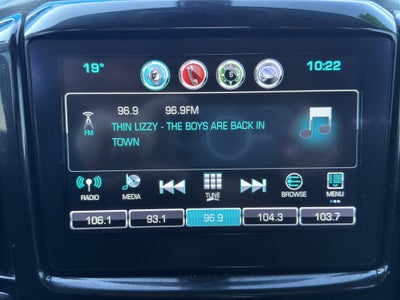 19° 10:22
96.9 96.9FM
FM
THIN LIZZY - THE BOYS ARE BACK IN
TOWN
RADIO MEDIA TUNE BROWSE MENU
106.1 93.1 96.9 104.3 103.7